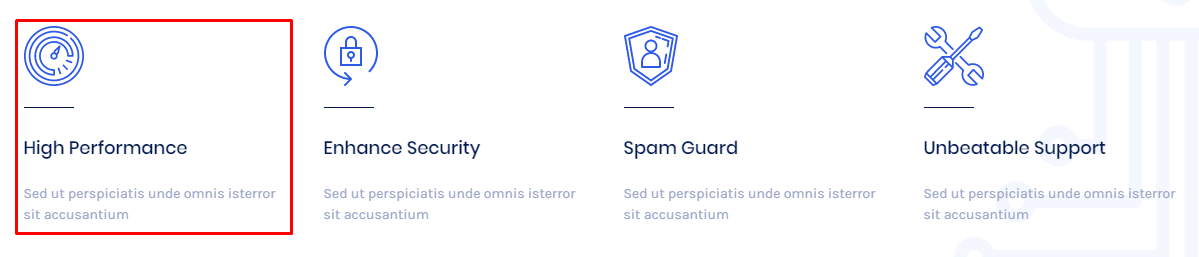 High Performance
Sed ut perspiciatis unde omnis isterror
sit accusantium
Enhance Security
Sed ut perspiciatis unde omnis isterror
sit accusantium
Spam Guard
Sed ut perspiciatis unde omnis isterror
sit accusantium
Unbeatable Support
Sed ut perspiciatis unde omnis isterror
sit accusantium